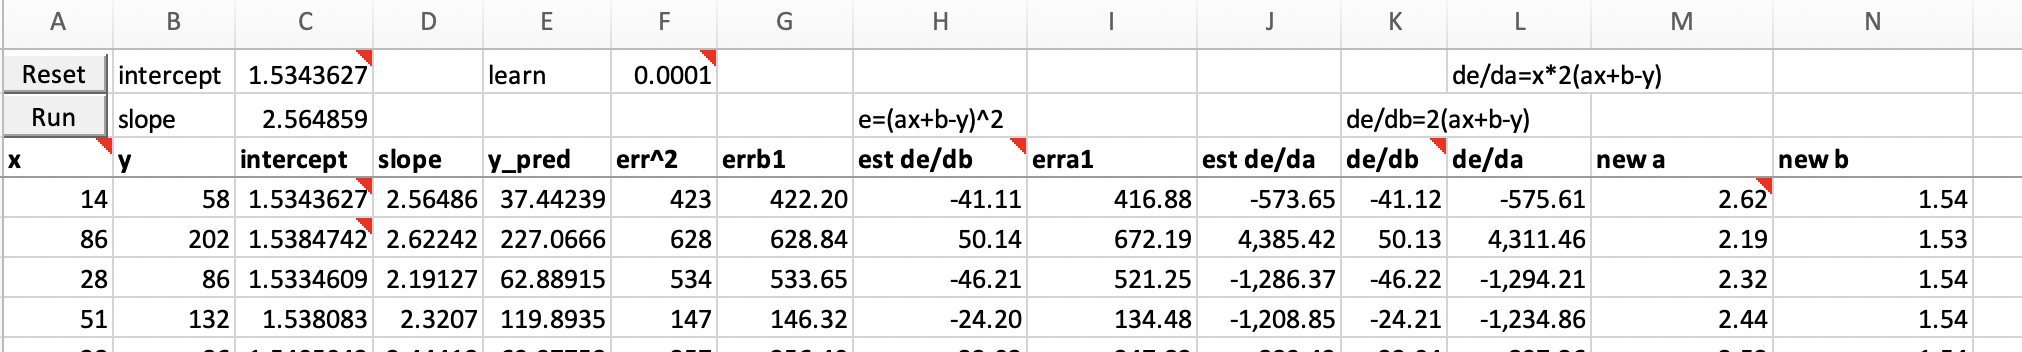 A B C D E F G H I J K L M N
Reset intercept 1.5343627 learn 0.0001 de/da=x*2(ax+b-y)
Run slope 2.564859 e=(ax+b-y)^2 de/db=2(ax+b-y)
x y intercept slope y_pred err^2 errb1 est de/db erra1 est de/da de/db de/da new a new b
14 58 1.5343627 2.56486 37.44239 423 422.20 -41.11 416.88 -573.65 -41.12 -575.61 2.62 1.54
86 202 1.5384742 2.62242 227.0666 628 628.84 50.14 672.19 4,385.42 50.13 4,311.46 2.19 1.53
28 86 1.5334609 2.19127 62.88915 534 533.65 -46.21 521.25 -1,286.37 -46.22 -1,294.21 2.32 1.54
51 132 1.538083 2.3207 119.8935 147 146.32 -24.20 134.48 -1,208.85 -24.21 -1,234.86 2.44 1.54